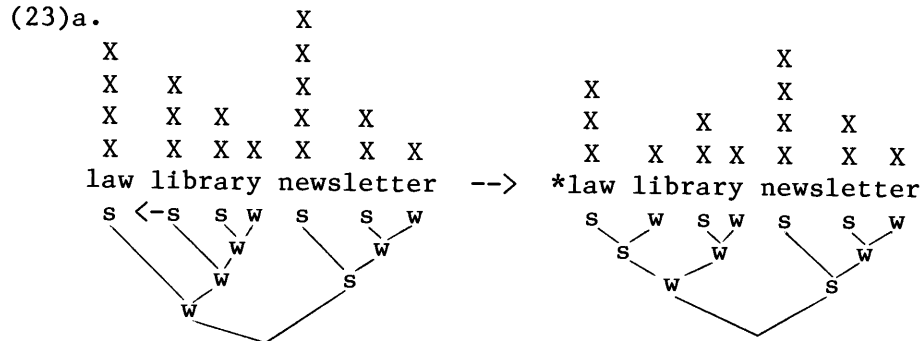 (23)a. X
X X X
X X X X X
X X X X X X X X X
X X X X X X X X X X X X X X
law library newsletter --> *law library newsletter
s <-s s w s s w s w s w s s w
w w s w w
w s w s
w